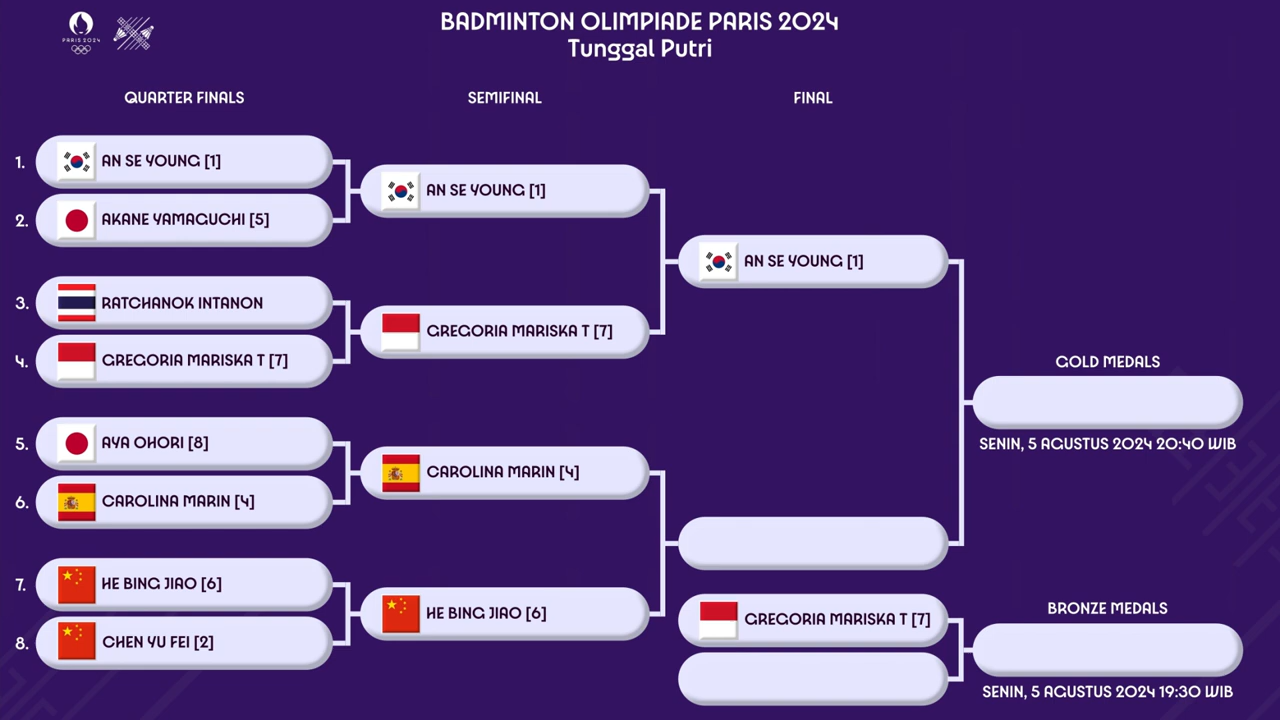 PARIS 2024
BADMINTON OLIMPIADE PARIS 2024
Tunggal Putri
QUARTER FINALS
SEMIFINAL
FINAL
1. AN SE YOUNG [1]
2. AKANE YAMAGUCHI [5]
3. RATCHANOK INTANON
4. GREGORIA MARISKA T [7]
5. AYA OHORI [8]
6. CAROLINA MARIN [4]
7. HE BING JIAO [6]
8. CHEN YU FEI [2]
AN SE YOUNG [1]
GREGORIA MARISKA T [7]
CAROLINA MARIN [4]
HE BING JIAO [6]
AN SE YOUNG [1]
GREGORIA MARISKA T [7]
GOLD MEDALS
SENIN, 5 AGUSTUS 2024 20:40 WIB
BRONZE MEDALS
SENIN, 5 AGUSTUS 2024 19:30 WIB